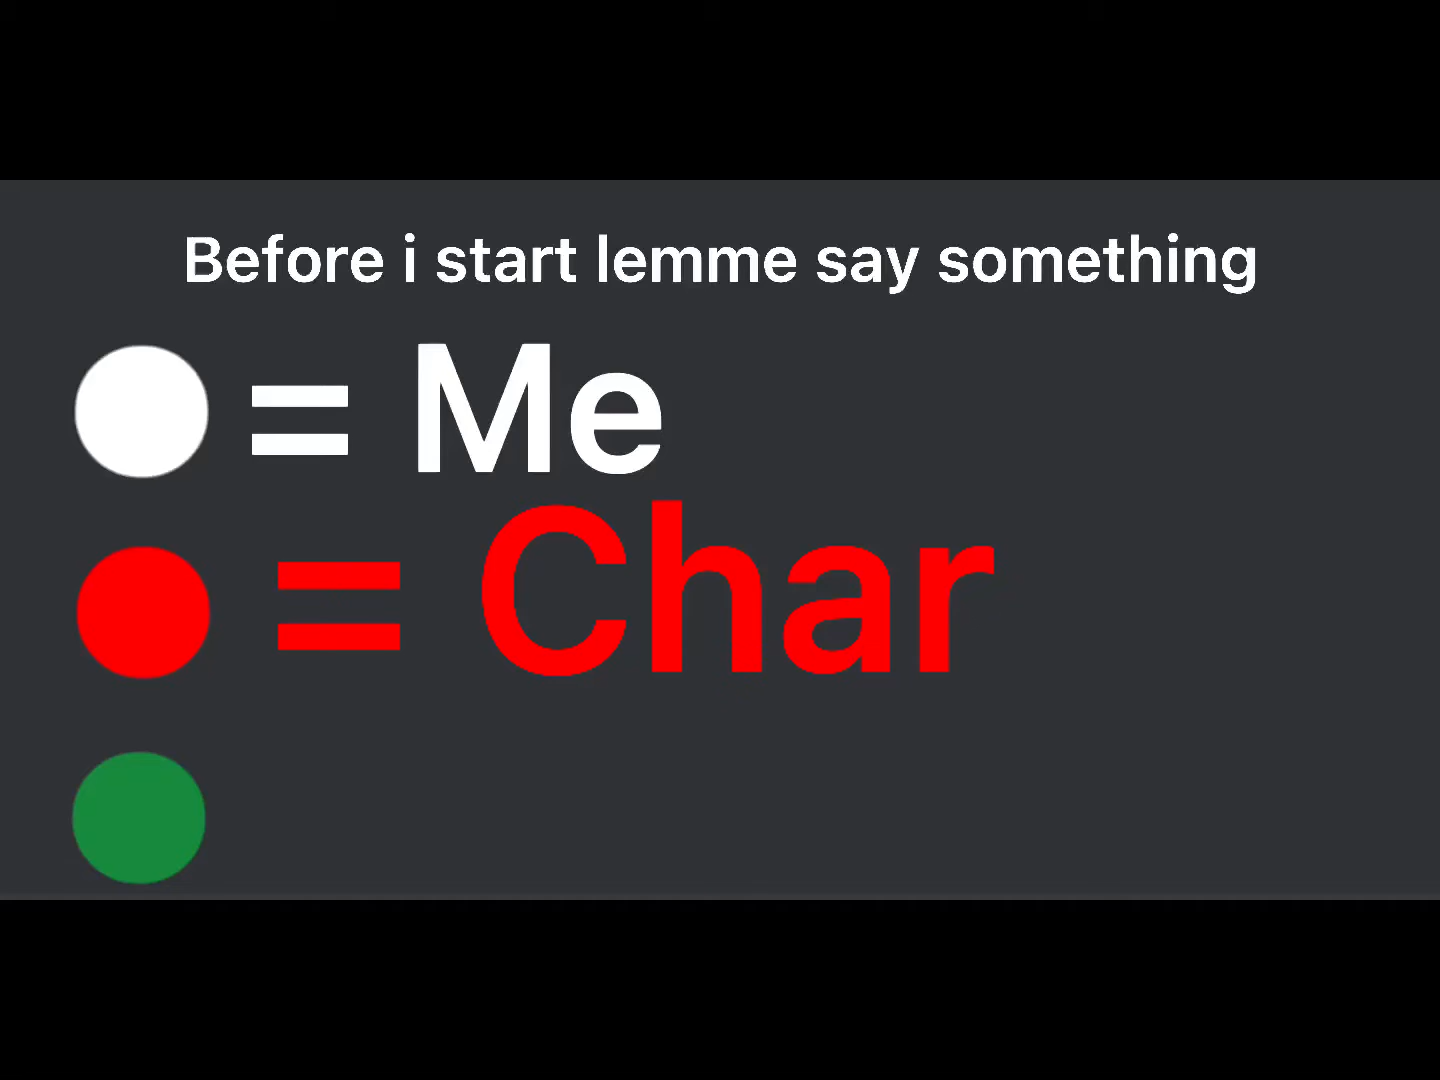 Before i start lemme say something
= Me
= Char